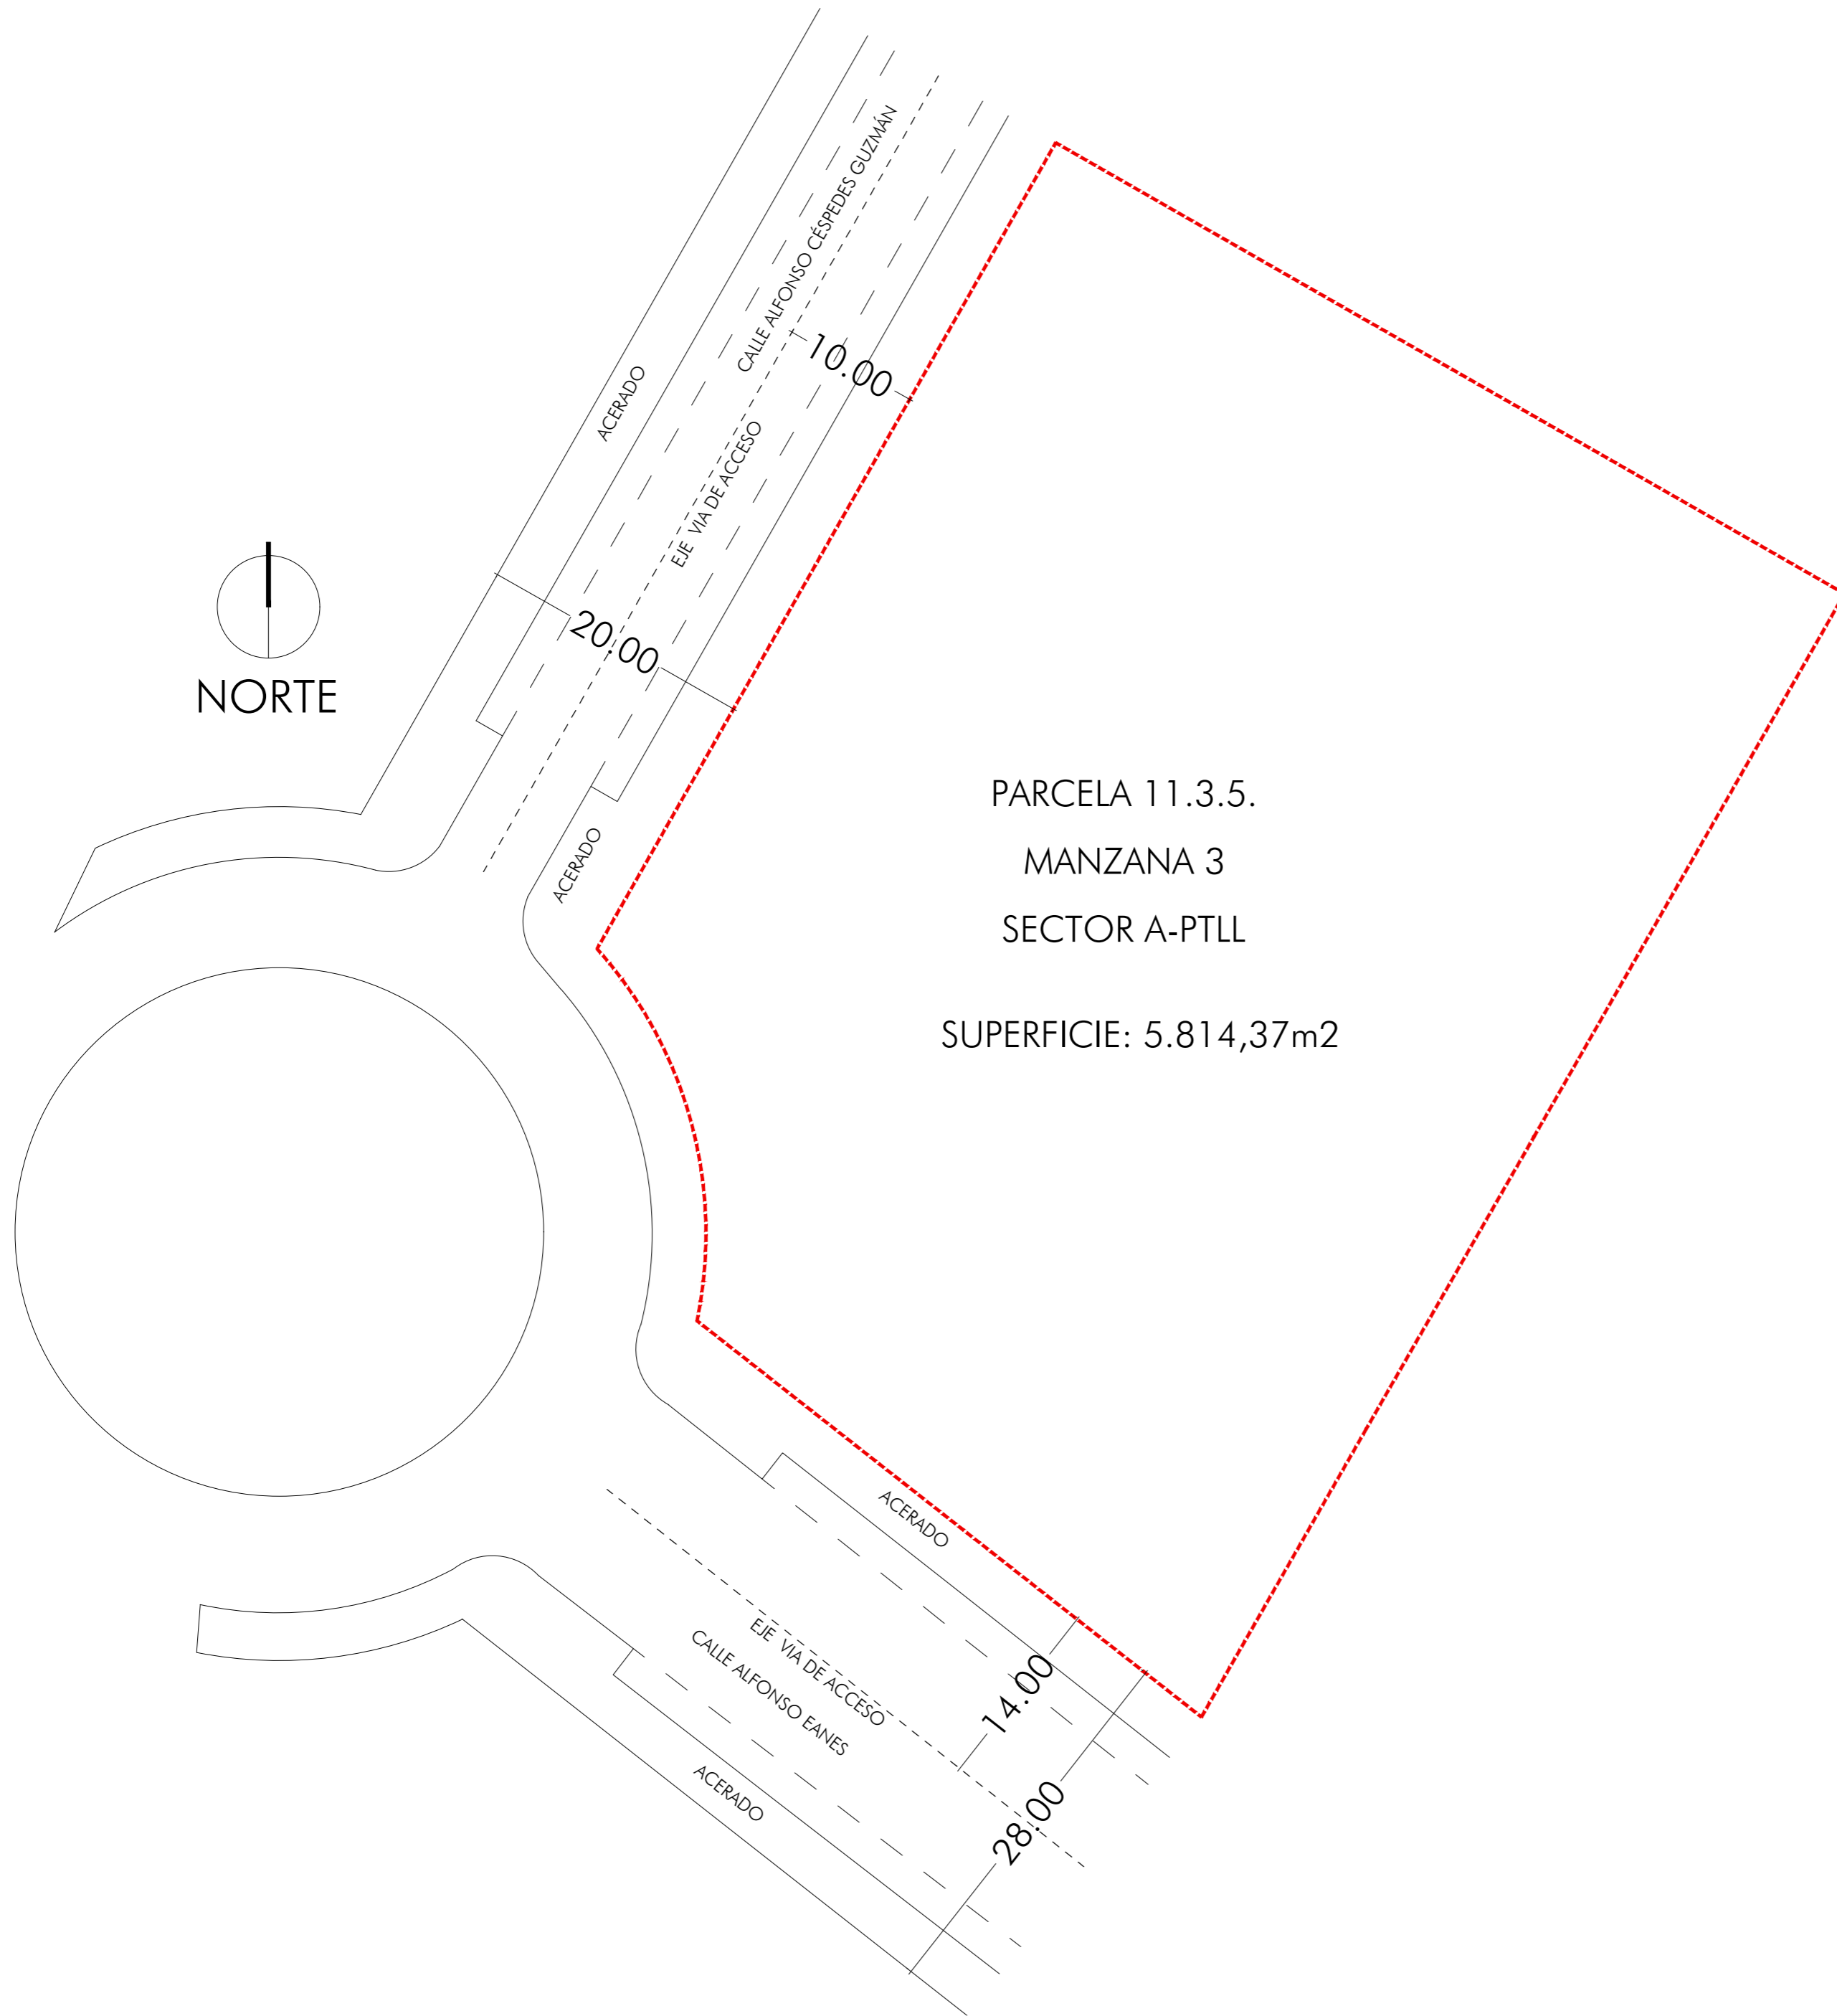 CALLE ALFONSO CÉSPEDES GUZMÁN
10.00
ACERADO
EJE VIA DE ACCESO
20.00
NORTE
ACERADO
PARCELA 11.3.5.
MANZANA 3
SECTOR A-PTLL
SUPERFICIE: 5.814,37m2
ACERADO
EJE VIA DE ACCESO
CALLE ALFONSO EANES
14.00
ACERADO
28.00